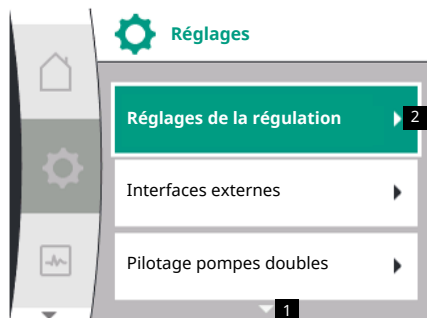 Réglages
Réglages de la régulation
2
Interfaces externes
Pilotage pompes doubles
1